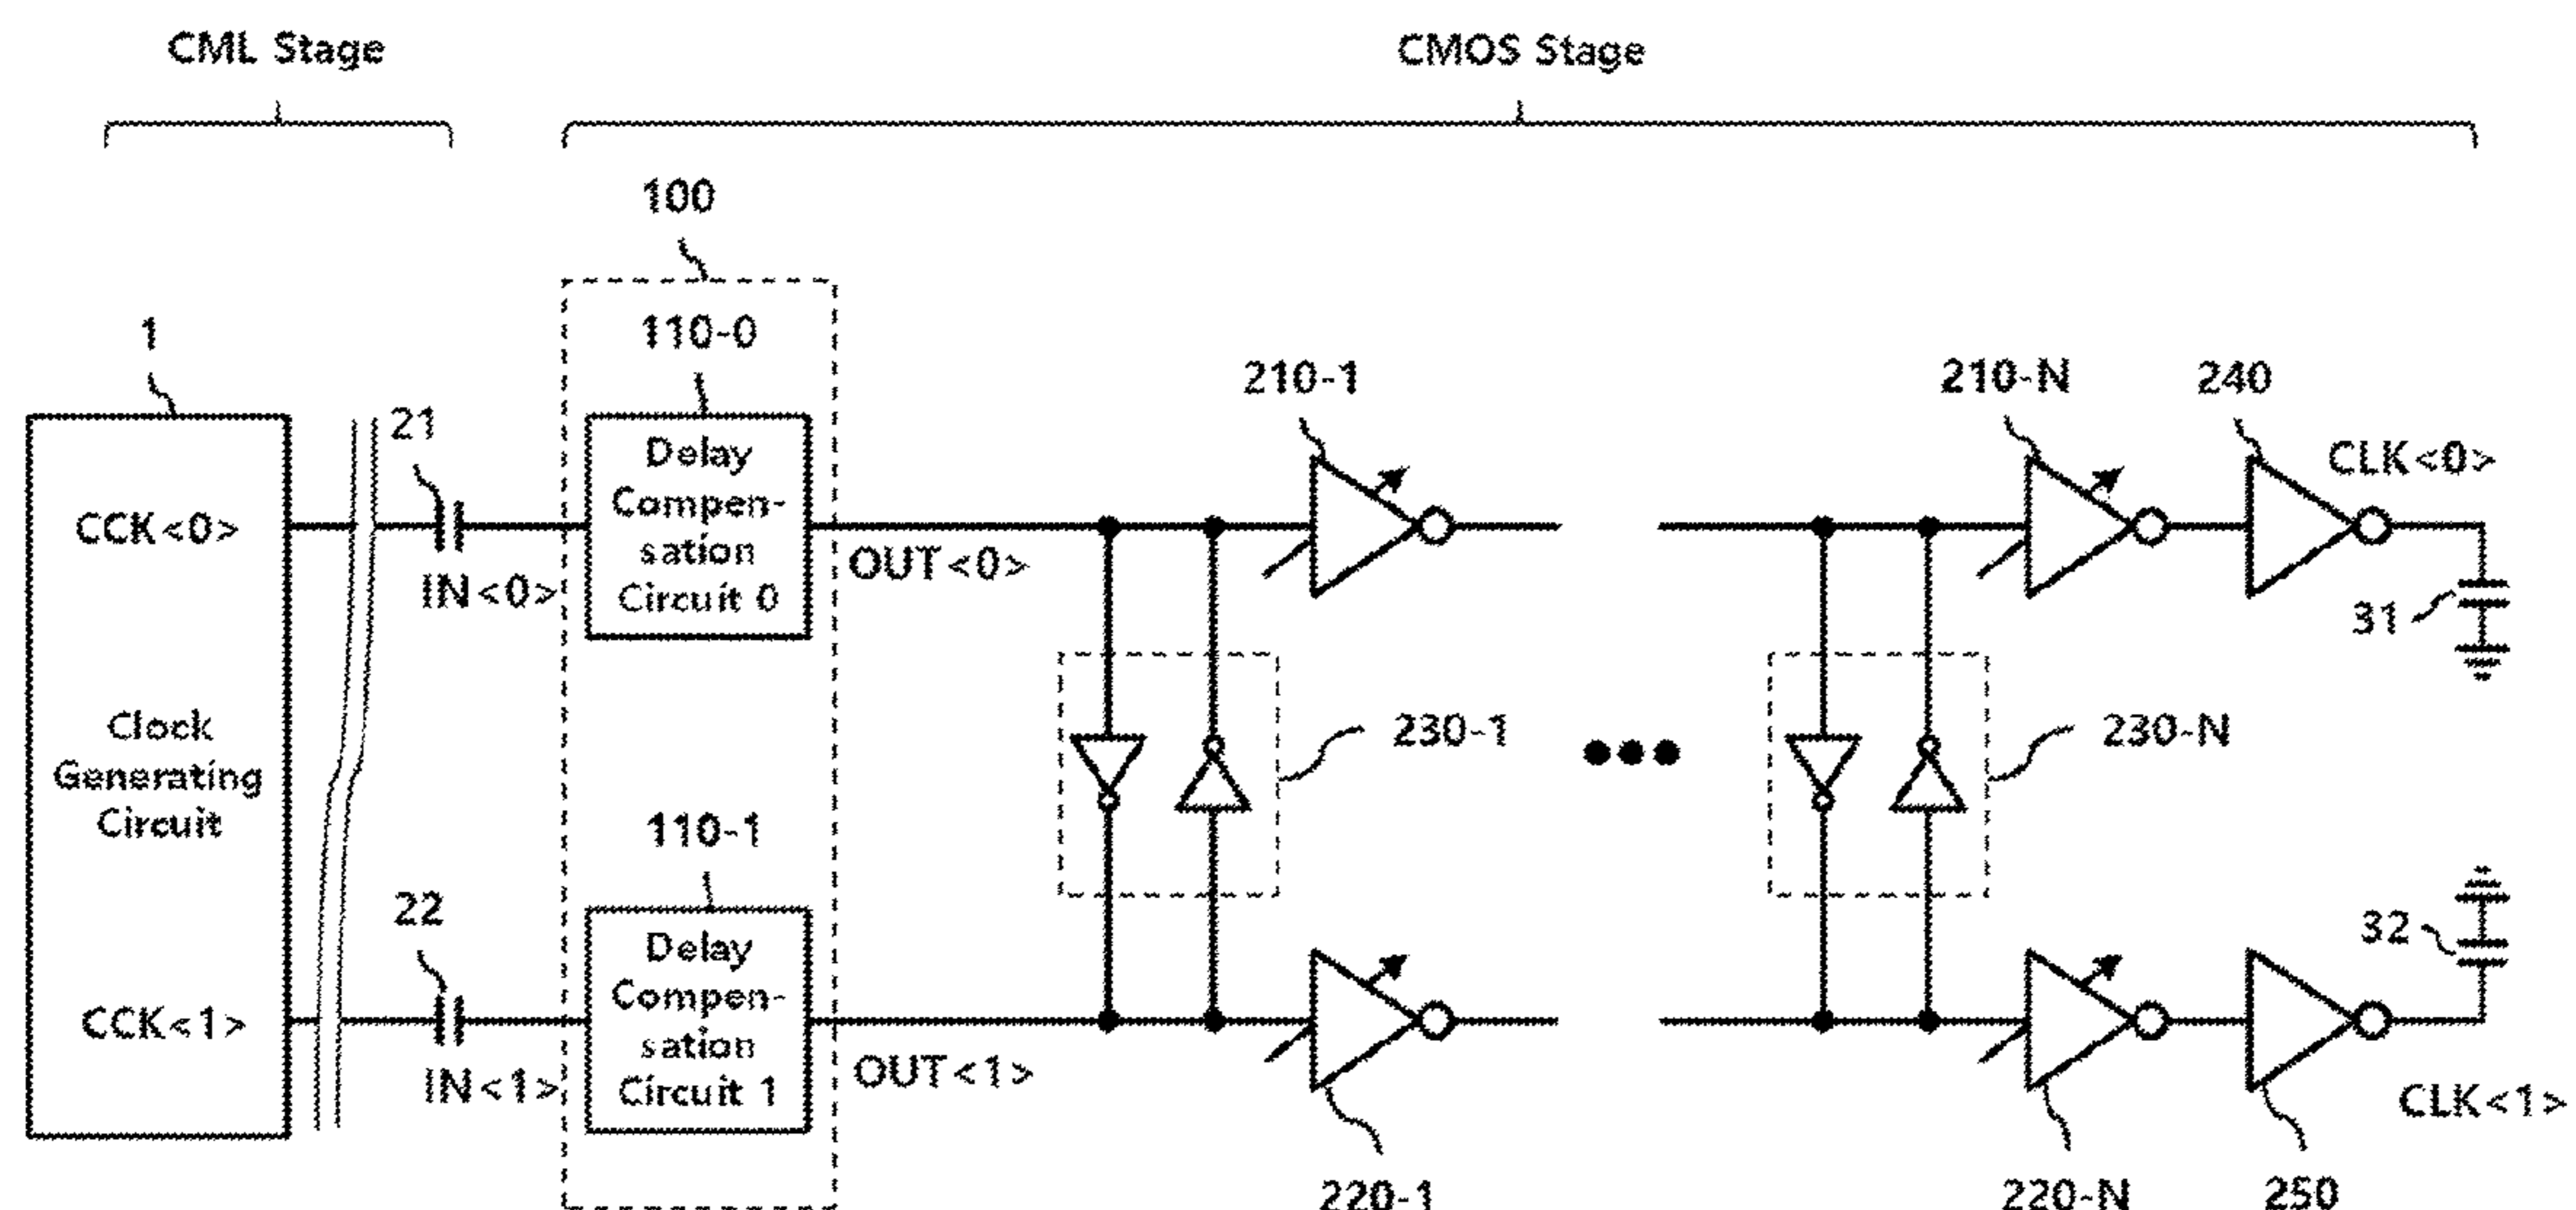 CML Stage
CMOS Stage
100
1
110-0
21
210-1
210-N
240
CLK<0>
CCK<0>
IN<0>
Delay
Compen-
sation
Circuit 0
OUT<0>
31
Clock
Generating
Circuit
230-1
230-N
110-1
22
32
CCK<1>
IN<1>
Delay
Compen-
sation
Circuit 1
OUT<1>
CLK<1>
220-1
220-N
250